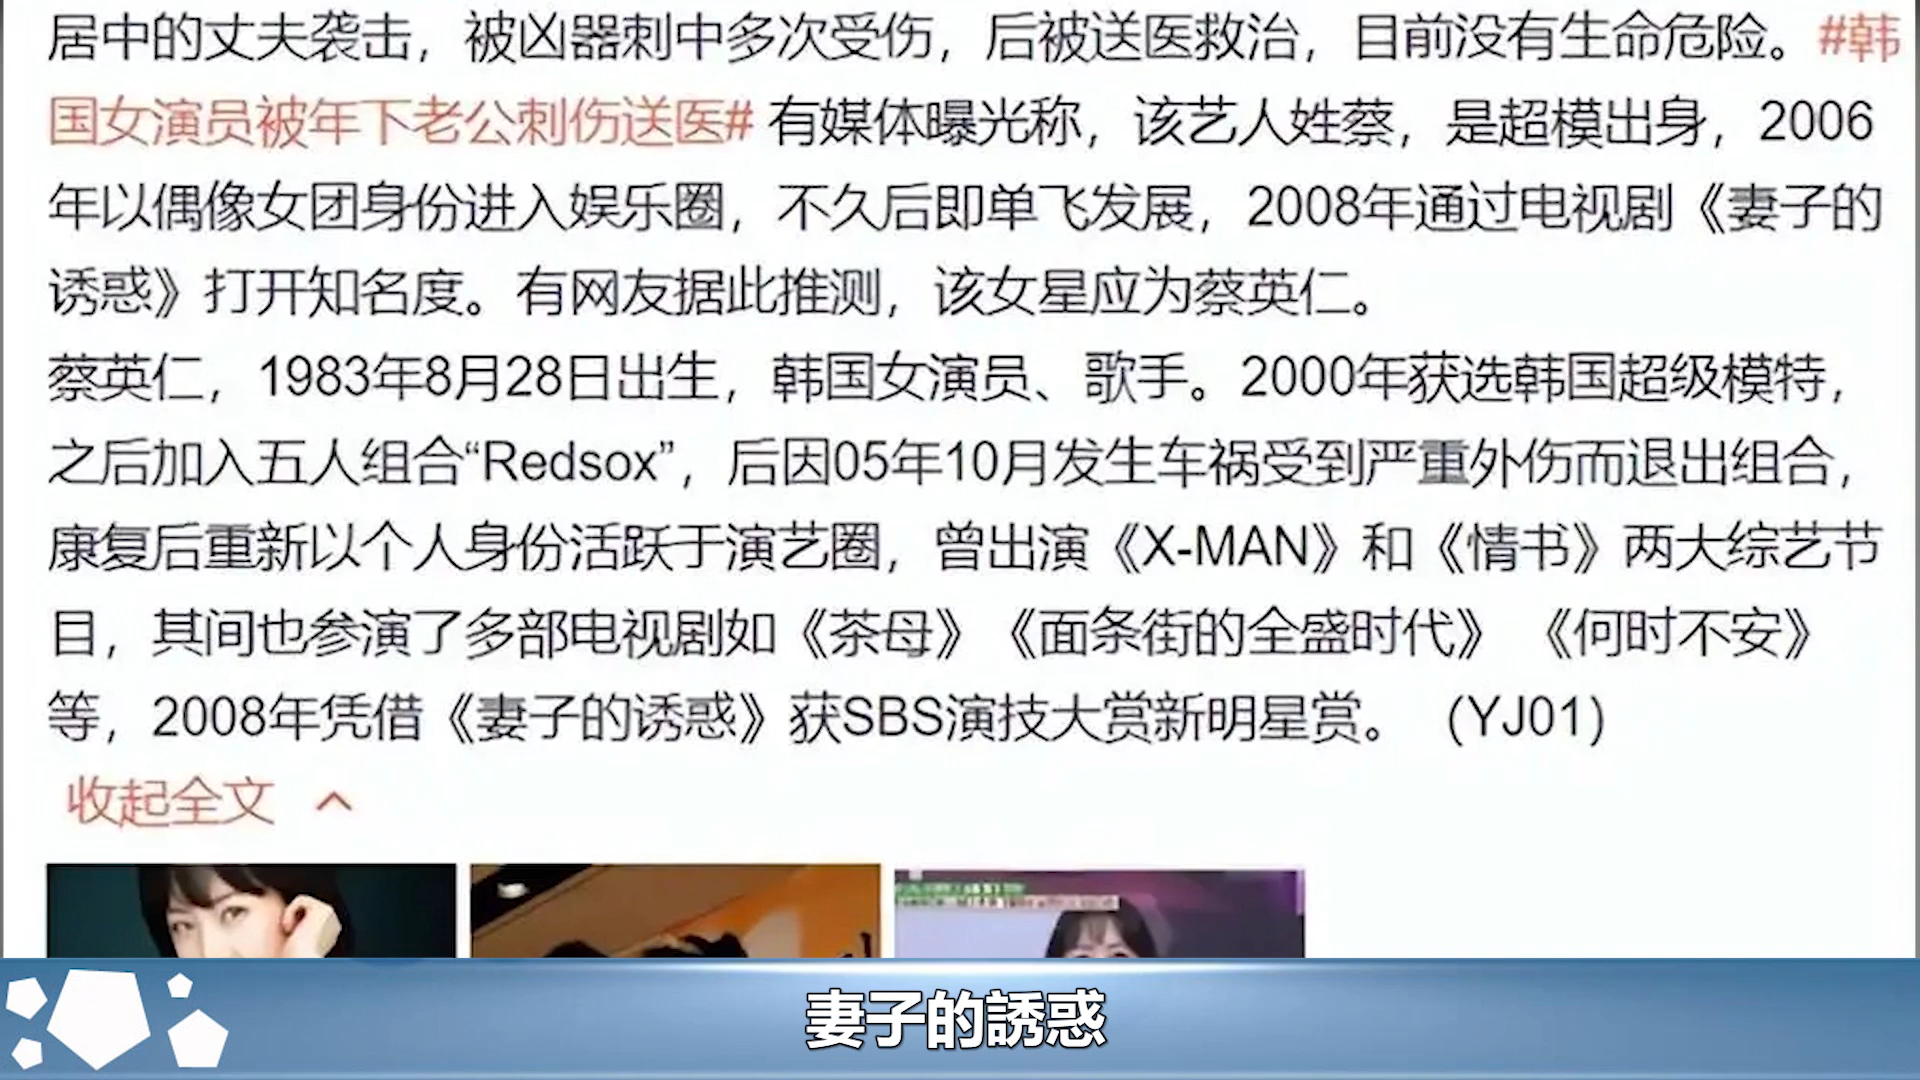 居中的丈夫袭击，被凶器刺中多次受伤，后被送医救治，目前没有生命危险。#韩
国女演员被年下老公刺伤送医# 有媒体曝光称，该艺人姓蔡，是超模出身，2006
年以偶像女团身份进入娱乐圈，不久后即单飞发展，2008年通过电视剧《妻子的
诱惑》打开知名度。有网友据此推测，该女星应为蔡英仁。
蔡英仁，1983年8月28日出生，韩国女演员、歌手。2000年获选韩国超级模特，
之后加入五人组合“Redsox”，后因05年10月发生车祸受到严重外伤而退出组合，
康复后重新以个人身份活跃于演艺圈，曾出演《X-MAN》和《情书》两大综艺节
目，其间也参演了多部电视剧如《茶母》《面条街的全盛时代》 《何时不安》
等，2008年凭借《妻子的诱惑》获SBS演技大赏新明星赏。 (YJ01)
收起全文
妻子的誘惑